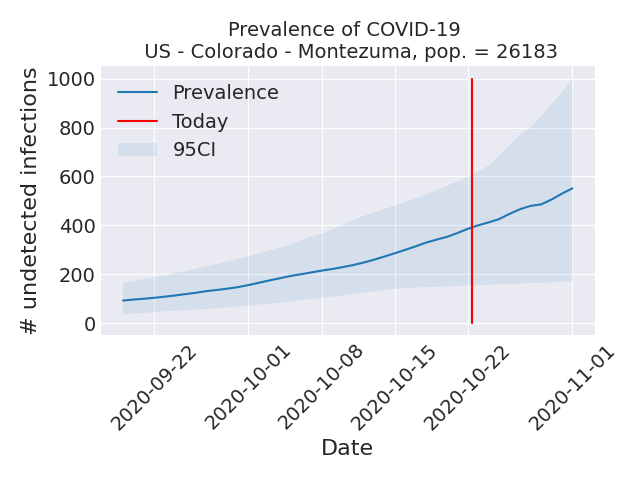 Prevalence of COVID-19
US - Colorado - Montezuma, pop. = 26183
# undetected infections
1000
800
600
400
200
0
Prevalence
Today
95CI
2020-09-22
2020-10-01
2020-10-08
2020-10-15
2020-10-22
2020-11-01
Date